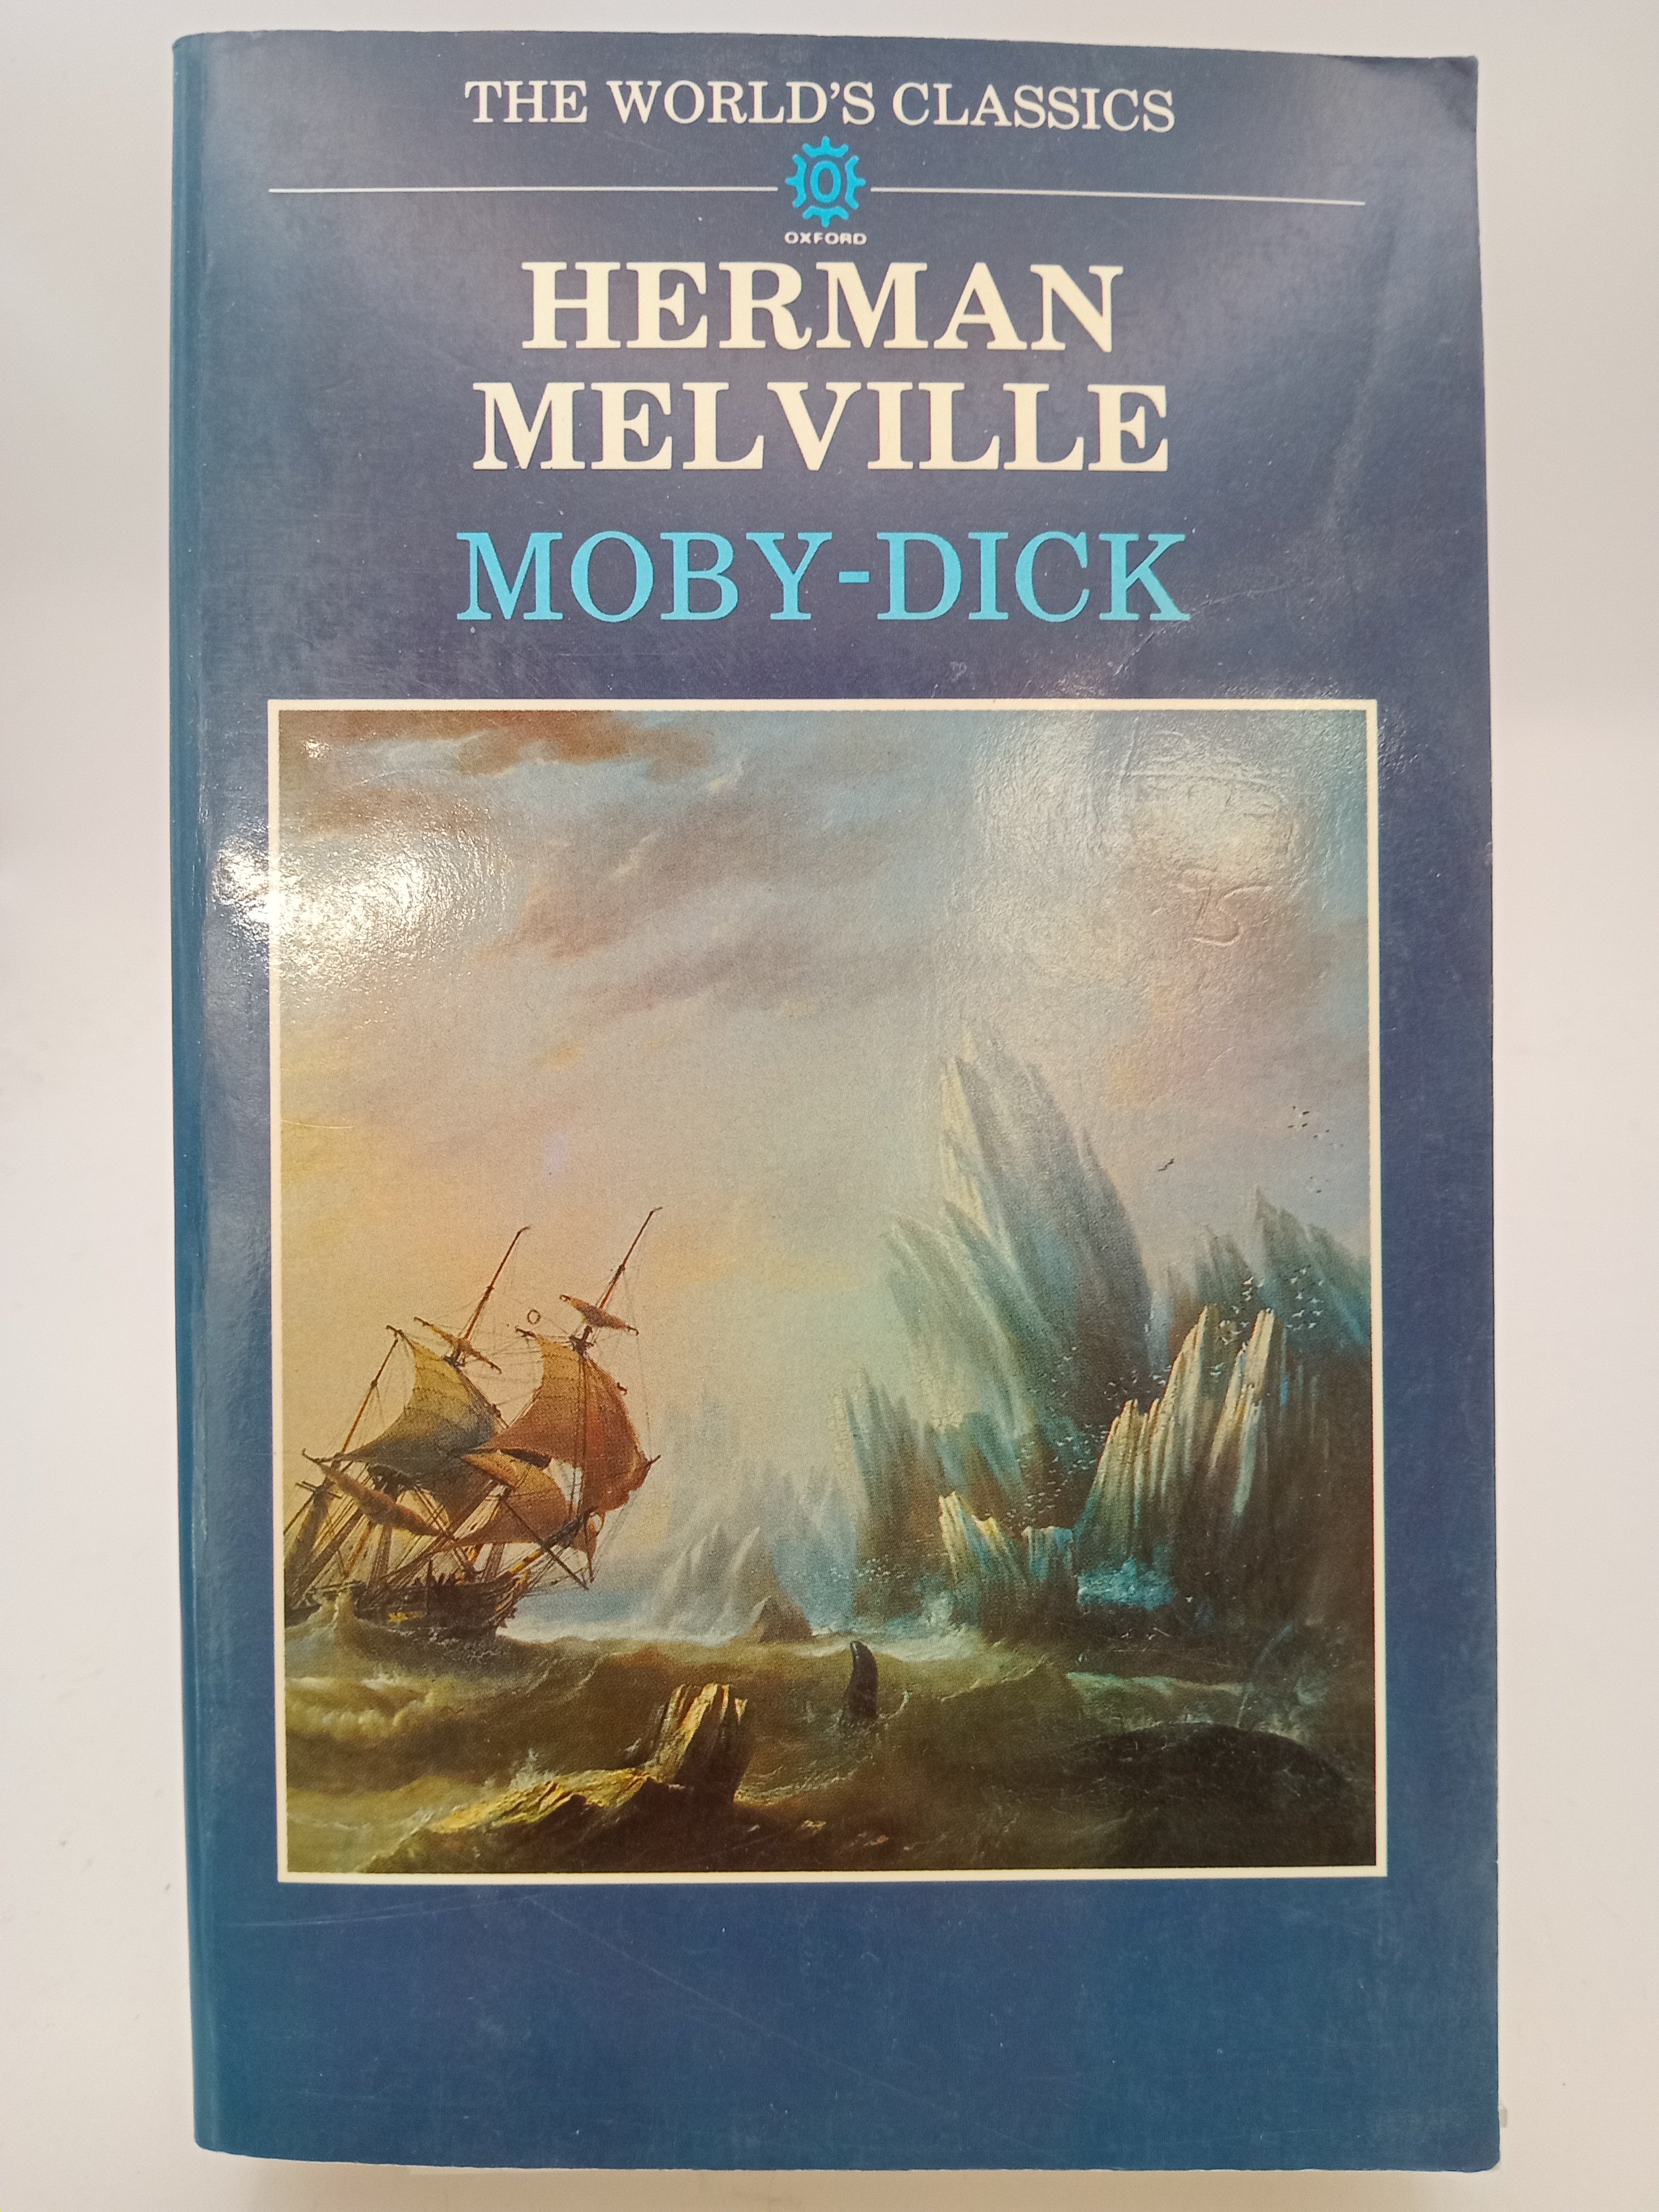 THE WORLD'S CLASSICS
O
OXFORD
HERMAN
MELVILLE
MOBY-DICK